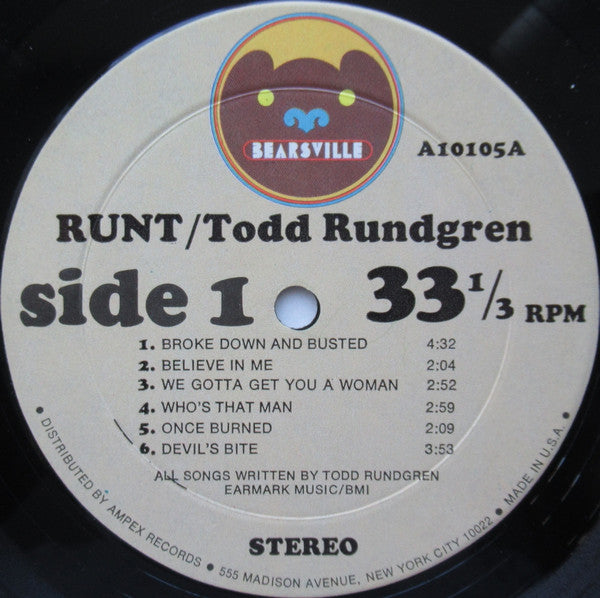 BEARSVILLE
A10105A
RUNT/Todd Rundgren
side 1 33 1/3 RPM
1. BROKE DOWN AND BUSTED 4:32
2. BELIEVE IN ME 2:04
3. WE GOTTA GET YOU A WOMAN 2:52
4. WHO'S THAT MAN 2:59
5. ONCE BURNED 2:09
6. DEVIL'S BITE 3:53
ALL SONGS WRITTEN BY TODD RUNDGREN
EARMARK MUSIC/BMI
STEREO
• DISTRIBUTED BY AMPEX RECORDS • 555 MADISON AVENUE, NEW YORK CITY 10022 • MADE IN U.S.A. •